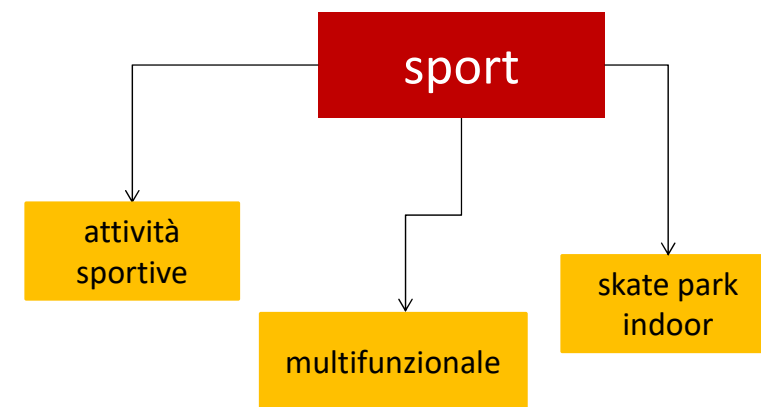 sport
attività
sportive
multifunzionale
skate park
indoor